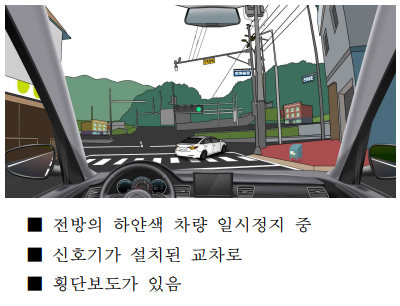 ■ 전방의 하얀색 차량 일시정지 중
■ 신호기가 설치된 교차로
■ 횡단보도가 있음